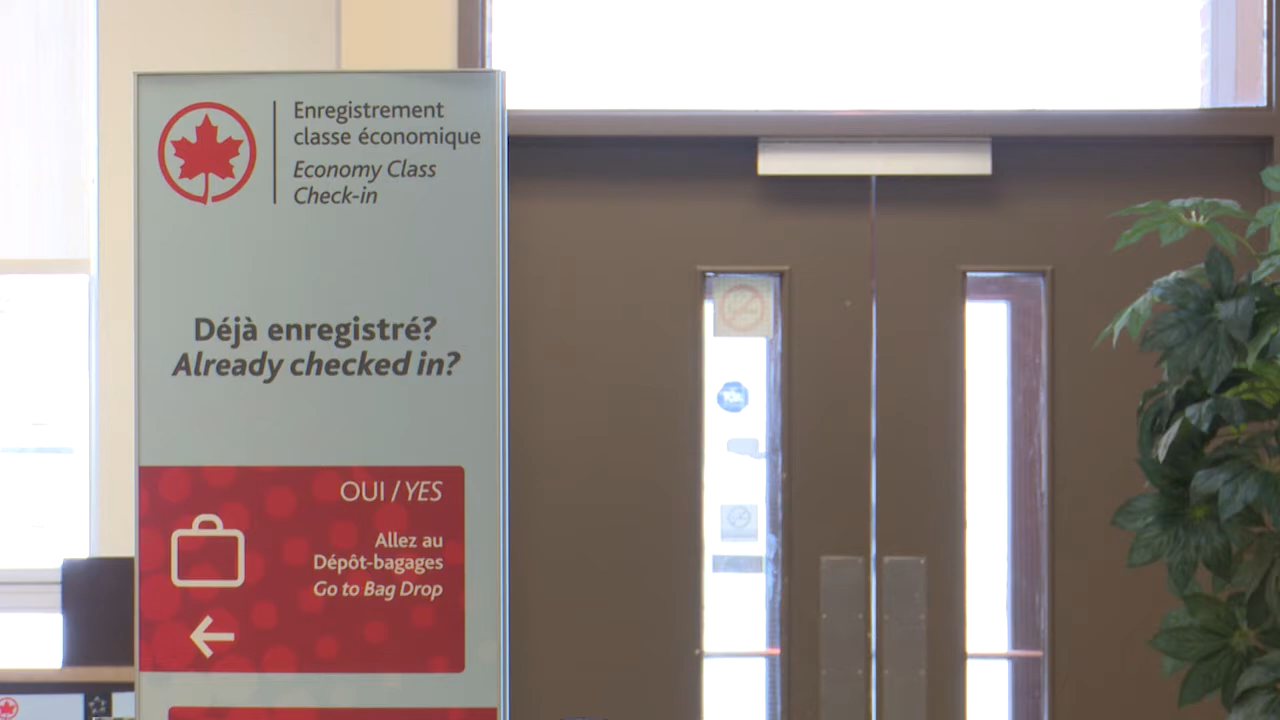 Enregistrement
classe économique
Economy Class
Check-in
Déjà enregistré?
Already checked in?
OUI / YES
Allez au
Dépôt-bagages
Go to Bag Drop